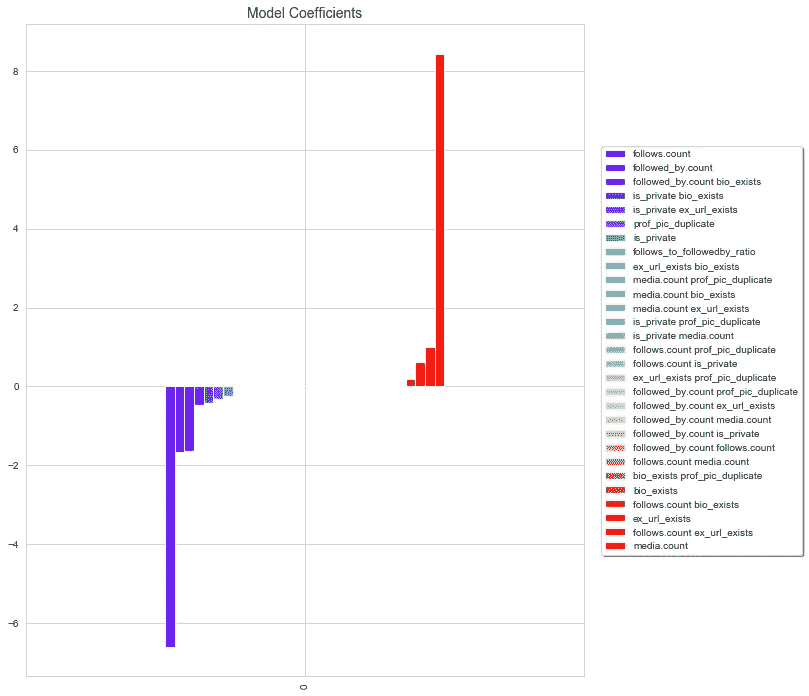 Model Coefficients
8
6
4
2
0
−2
−4
−6
0
follows.count
followed_by.count
followed_by.count bio_exists
is_private bio_exists
is_private ex_url_exists
prof_pic_duplicate
is_private
follows_to_followedby_ratio
ex_url_exists bio_exists
media.count prof_pic_duplicate
media.count bio_exists
media.count ex_url_exists
is_private prof_pic_duplicate
is_private media.count
follows.count prof_pic_duplicate
follows.count is_private
ex_url_exists prof_pic_duplicate
followed_by.count prof_pic_duplicate
followed_by.count ex_url_exists
followed_by.count media.count
followed_by.count is_private
followed_by.count follows.count
follows.count media.count
bio_exists prof_pic_duplicate
bio_exists
follows.count bio_exists
ex_url_exists
follows.count ex_url_exists
media.count